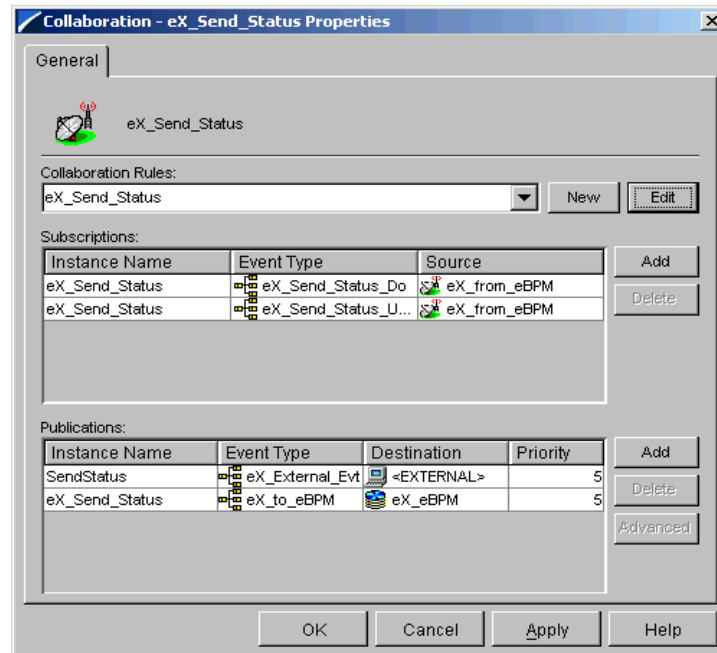 Collaboration - eX_Send_Status Properties
General
eX_Send_Status
Collaboration Rules:
eX_Send_Status New Edit
Subscriptions:
Instance Name Event Type Source Add
eX_Send_Status eX_Send_Status_Do eX_from_eBPM
eX_Send_Status eX_Send_Status_U... eX_from_eBPM Delete
Publications:
Instance Name Event Type Destination Priority Add
SendStatus eX_External_Evt <EXTERNAL> 5
eX_Send_Status eX_to_eBPM eX_eBPM 5 Delete
Advanced
OK Cancel Apply Help